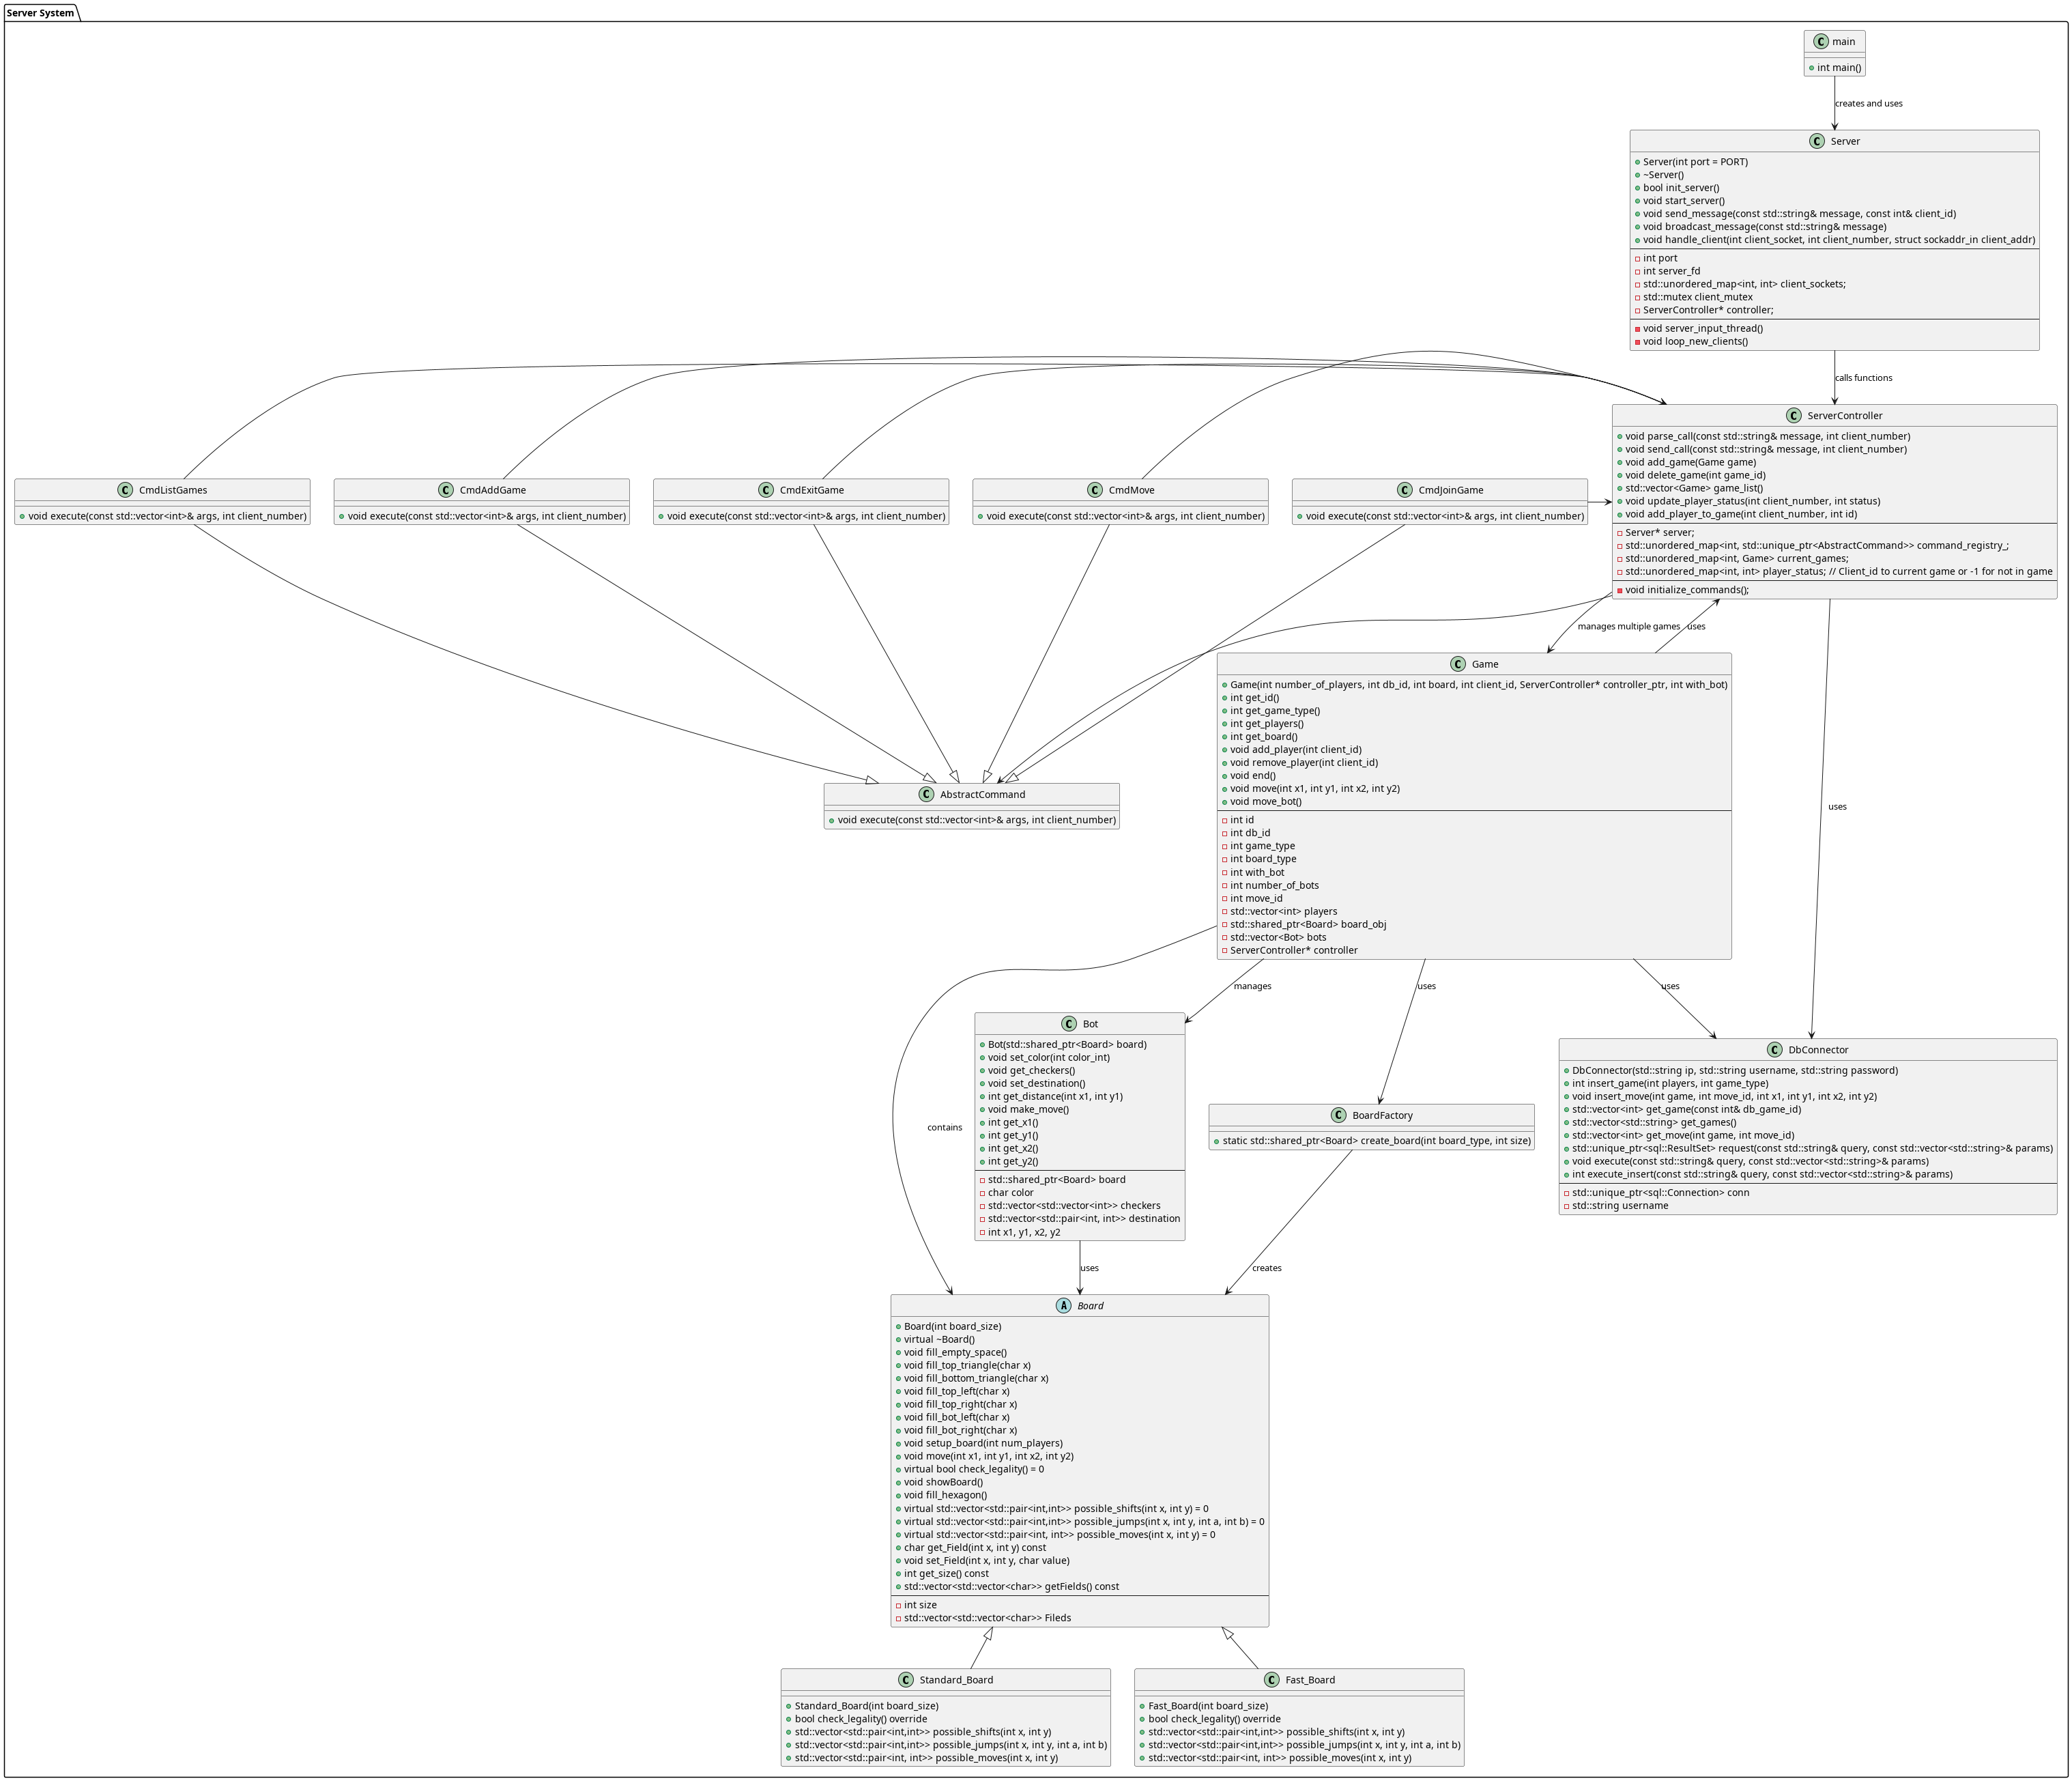 Server System
C main
int main()
creates and uses
C Server
Server(int port = PORT)
~Server()
bool init_server()
void start_server()
void send_message(const std::string& message, const int& client_id)
void broadcast_message(const std::string& message)
void handle_client(int client_socket, int client_number, struct sockaddr_in client_addr)
int port
int server_fd
std::unordered_map<int, int> client_sockets;
std::mutex client_mutex
ServerController* controller;
void server_input_thread()
void loop_new_clients()
calls functions
C ServerController
void parse_call(const std::string& message, int client_number)
void send_call(const std::string& message, int client_number)
void add_game(Game game)
void delete_game(int game_id)
std::vector<Game> game_list()
void update_player_status(int client_number, int status)
void add_player_to_game(int client_number, int id)
Server* server;
std::unordered_map<int, std::unique_ptr<AbstractCommand>> command_registry_;
std::unordered_map<int, Game> current_games;
std::unordered_map<int, int> player_status; // Client_id to current game or -1 for not in game
void initialize_commands();
C CmdListGames
void execute(const std::vector<int>& args, int client_number)
C CmdAddGame
void execute(const std::vector<int>& args, int client_number)
C CmdExitGame
void execute(const std::vector<int>& args, int client_number)
C CmdMove
void execute(const std::vector<int>& args, int client_number)
C CmdJoinGame
void execute(const std::vector<int>& args, int client_number)
manages multiple games
uses
C Game
Game(int number_of_players, int db_id, int board, int client_id, ServerController* controller_ptr, int with_bot)
int get_id()
int get_game_type()
int get_players()
int get_board()
void add_player(int client_id)
void remove_player(int client_id)
void end()
void move(int x1, int y1, int x2, int y2)
void move_bot()
int id
int db_id
int game_type
int board_type
int with_bot
int number_of_bots
int move_id
std::vector<int> players
std::shared_ptr<Board> board_obj
std::vector<Bot> bots
ServerController* controller
C AbstractCommand
void execute(const std::vector<int>& args, int client_number)
uses
manages
uses
uses
C Bot
Bot(std::shared_ptr<Board> board)
void set_color(int color_int)
void get_checkers()
void set_destination()
int get_distance(int x1, int y1)
void make_move()
int get_x1()
int get_y1()
int get_x2()
int get_y2()
std::shared_ptr<Board> board
char color
std::vector<std::vector<int>> checkers
std::vector<std::pair<int, int>> destination
int x1, y1, x2, y2
contains
C BoardFactory
static std::shared_ptr<Board> create_board(int board_type, int size)
C DbConnector
DbConnector(std::string ip, std::string username, std::string password)
int insert_game(int players, int game_type)
void insert_move(int game, int move_id, int x1, int y1, int x2, int y2)
std::vector<int> get_game(const int& db_game_id)
std::vector<std::string> get_games()
std::vector<int> get_move(int game, int move_id)
std::unique_ptr<sql::ResultSet> request(const std::string& query, const std::vector<std::string>& params)
void execute(const std::string& query, const std::vector<std::string>& params)
int execute_insert(const std::string& query, const std::vector<std::string>& params)
std::unique_ptr<sql::Connection> conn
std::string username
uses
creates
A Board
Board(int board_size)
virtual ~Board()
void fill_empty_space()
void fill_top_triangle(char x)
void fill_bottom_triangle(char x)
void fill_top_left(char x)
void fill_top_right(char x)
void fill_bot_left(char x)
void fill_bot_right(char x)
void setup_board(int num_players)
void move(int x1, int y1, int x2, int y2)
virtual bool check_legality() = 0
void showBoard()
void fill_hexagon()
virtual std::vector<std::pair<int,int>> possible_shifts(int x, int y) = 0
virtual std::vector<std::pair<int,int>> possible_jumps(int x, int y, int a, int b) = 0
virtual std::vector<std::pair<int, int>> possible_moves(int x, int y) = 0
char get_Field(int x, int y) const
void set_Field(int x, int y, char value)
int get_size() const
std::vector<std::vector<char>> getFields() const
int size
std::vector<std::vector<char>> Fileds
C Standard_Board
Standard_Board(int board_size)
bool check_legality() override
std::vector<std::pair<int,int>> possible_shifts(int x, int y)
std::vector<std::pair<int,int>> possible_jumps(int x, int y, int a, int b)
std::vector<std::pair<int, int>> possible_moves(int x, int y)
C Fast_Board
Fast_Board(int board_size)
bool check_legality() override
std::vector<std::pair<int,int>> possible_shifts(int x, int y)
std::vector<std::pair<int,int>> possible_jumps(int x, int y, int a, int b)
std::vector<std::pair<int, int>> possible_moves(int x, int y)